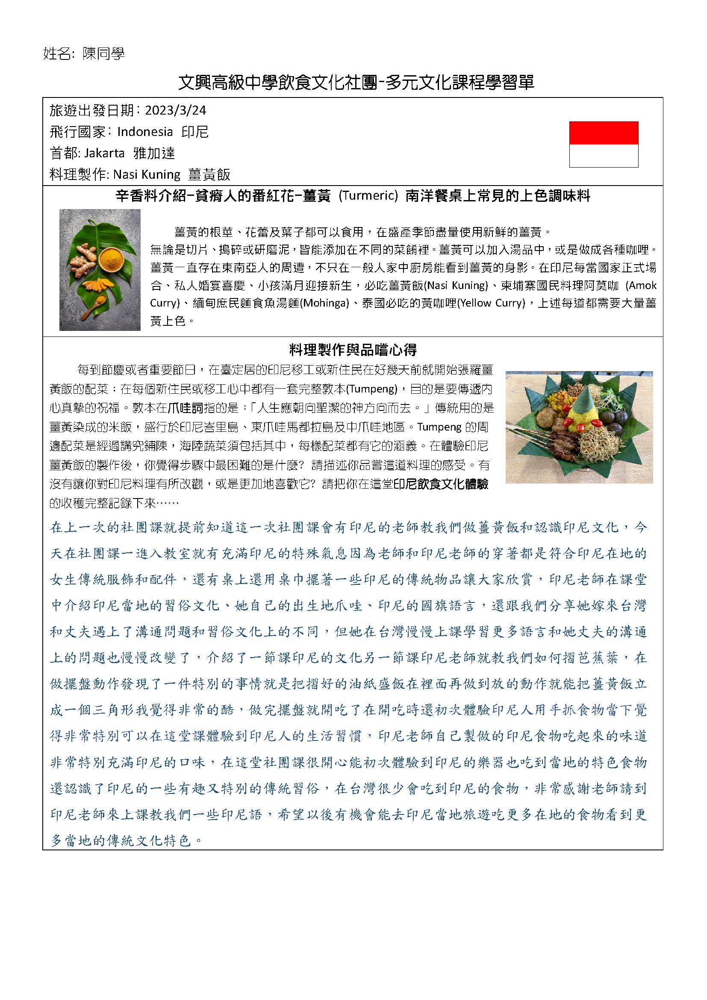 姓名: 陳同學
文興高級中學飲食文化社團-多元文化課程學習單
旅遊出發日期：2023/3/24
飛行國家：Indonesia 印尼
首都: Jakarta 雅加達
料理製作: Nasi Kuning 薑黃飯
辛香料介紹–貧瘠人的番紅花–薑黃 (Turmeric) 南洋餐桌上常見的上色調味料
薑黃的根莖、花蕾及葉子都可以食用，在盛產季節盡量使用新鮮的薑黃。
無論是切片、搗碎或研磨泥，皆能添加在不同的菜餚裡。薑黃可以加入湯品中，或是做成各種咖哩。
薑黃一直存在東南亞人的周遭，不只在一般人家中廚房能看到薑黃的身影。在印尼每當國家正式場
合、私人婚宴喜慶、小孩滿月迎接新生，必吃薑黃飯(Nasi Kuning)、柬埔寨國民料理阿莫咖 (Amok
Curry)、緬甸庶民麵食魚湯麵(Mohinga)、泰國必吃的黃咖哩(Yellow Curry)，上述每道都需要大量薑
黃上色。
料理製作與品嚐心得
每到節慶或者重要節日，在臺定居的印尼移工或新住民在好幾天前就開始張羅薑
黃飯的配菜；在每個新住民或移工心中都有一套完整敦本(Tumpeng)，目的是要傳遞內
心真摯的祝福。敦本在爪哇詞指的是：「人生應朝向聖潔的神方向而去。」傳統用的是
薑黃染成的米飯，盛行於印尼峇里島、東爪哇馬都拉島及中爪哇地區。Tumpeng 的周
邊配菜是經過講究鋪陳，海陸蔬菜須包括其中，每樣配菜都有它的涵義。在體驗印尼
薑黃飯的製作後，你覺得步驟中最困難的是什麼? 請描述你品嘗這道料理的感受。有
沒有讓你對印尼料理有所改觀，或是更加地喜歡它? 請把你在這堂印尼飲食文化體驗
的收穫完整記錄下來……
在上一次的社團課就提前知道這一次社團課會有印尼的老師教我們做薑黃飯和認識印尼文化，今
天在社團課一進入教室就有充滿印尼的特殊氣息因為老師和印尼老師的穿著都是符合印尼在地的
女生傳統服飾和配件，還有桌上還用桌巾擺著一些印尼的傳統物品讓大家欣賞，印尼老師在課堂
中介紹印尼當地的習俗文化、她自己的出生地爪哇、印尼的國旗語言，還跟我們分享她嫁來台灣
和丈夫遇上了溝通問題和習俗文化上的不同，但她在台灣慢慢上課學習更多語言和她丈夫的溝通
上的問題也慢慢改變了，介紹了一節課印尼的文化另一節課印尼老師就教我們如何摺芭蕉葉，在
做擺盤動作發現了一件特別的事情就是把摺好的油紙盛飯在裡面再做到放的動作就能把薑黃飯立
成一個三角形我覺得非常的酷，做完擺盤就開吃了在開吃時還初次體驗印尼人用手抓食物當下覺
得非常特別可以在這堂課體驗到印尼人的生活習慣，印尼老師自己製做的印尼食物吃起來的味道
非常特別充滿印尼的口味，在這堂社團課很開心能初次體驗到印尼的樂器也吃到當地的特色食物
還認識了印尼的一些有趣又特別的傳統習俗，在台灣很少會吃到印尼的食物，非常感謝老師請到
印尼老師來上課教我們一些印尼語，希望以後有機會能去印尼當地旅遊吃更多在地的食物看到更
多當地的傳統文化特色。